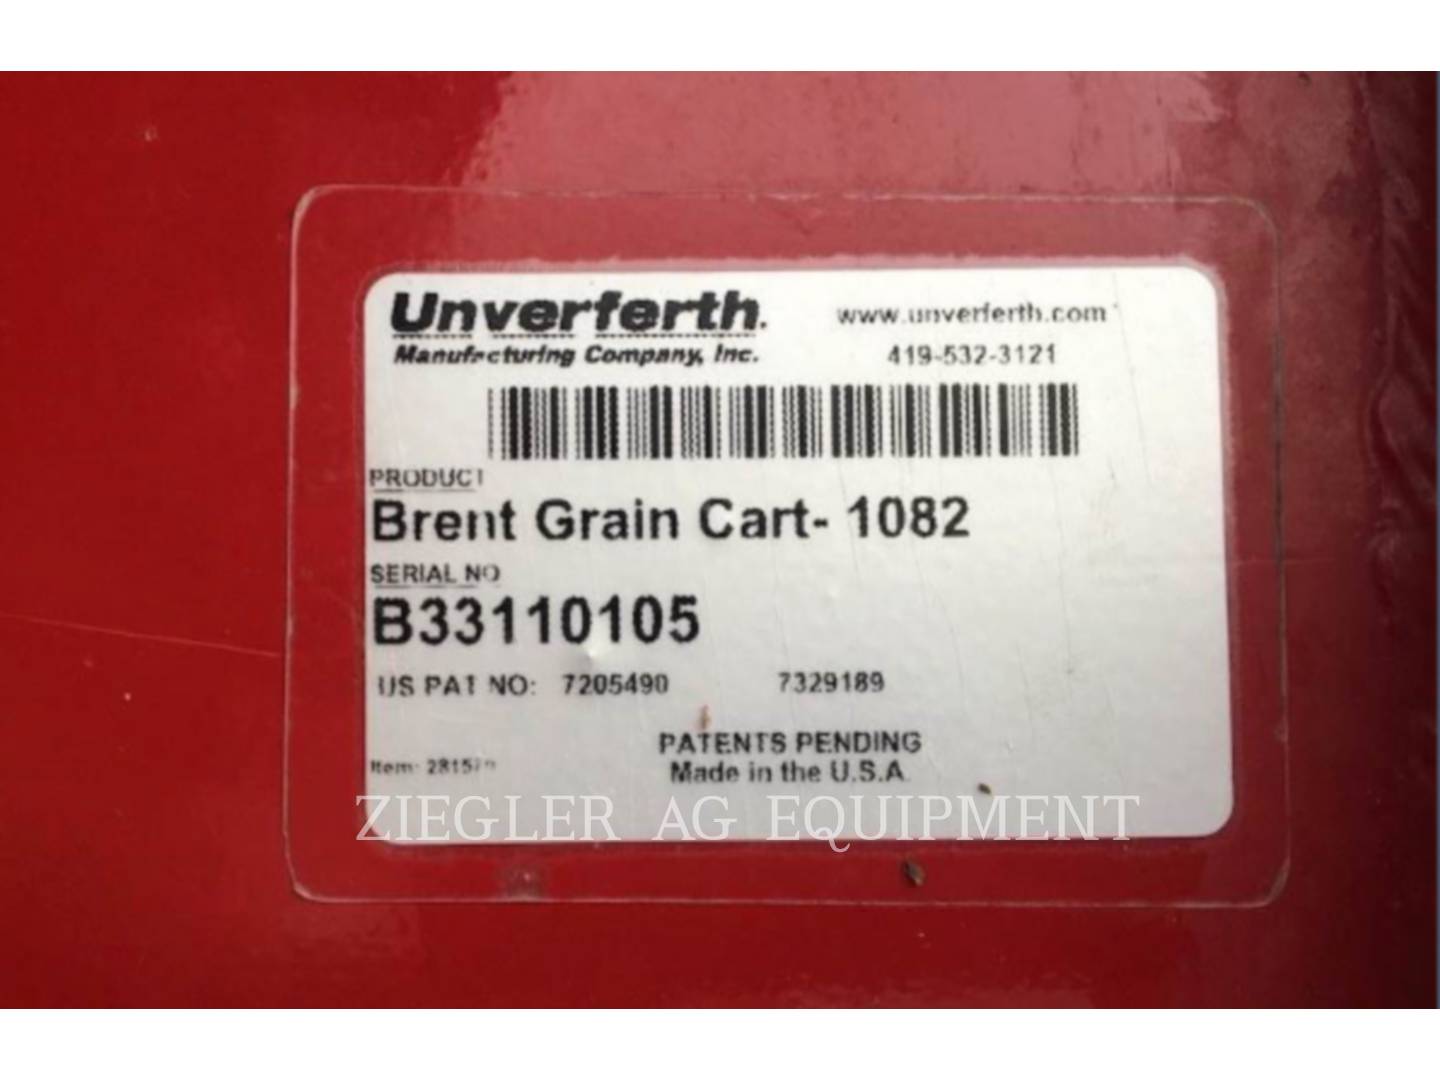 Unverferth.
www.unverferth.com
Manufacturing Company, Inc.
419-532-3121
PRODUCT
Brent Grain Cart- 1082
SERIAL NO
B33110105
US PAT NO: 7205490 7329189
PATENTS PENDING
Item:
Made in the U.S.A.
ZIEGLER AG EQUIPMENT